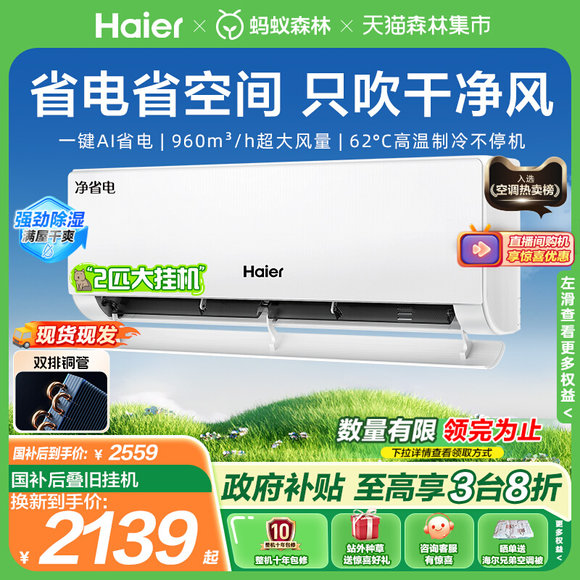 Haier × 蚂蚁森林 × 天猫森林集市
省电省空间 只吹干净风
一键AI省电 | 960m³/h超大风量 | 62°C高温制冷不停机
净省电
入选
空调热卖榜
强劲除湿
满屋干爽
直播间购机
享惊喜优惠
Haier
“2匹大挂机”
左滑查看更多权益
现货现发
双排铜管
数量有限 领完为止
下拉详情查看领取方式
国补后到手价: ¥2559
国补后叠旧挂机
换新到手价:
¥2139起
政府补贴 至高享3台8折
10
整机十年包修
整机十年包修
站外种草
送惊喜好礼
咨询客服
有惊喜
晒单送
海尔兄弟空调被